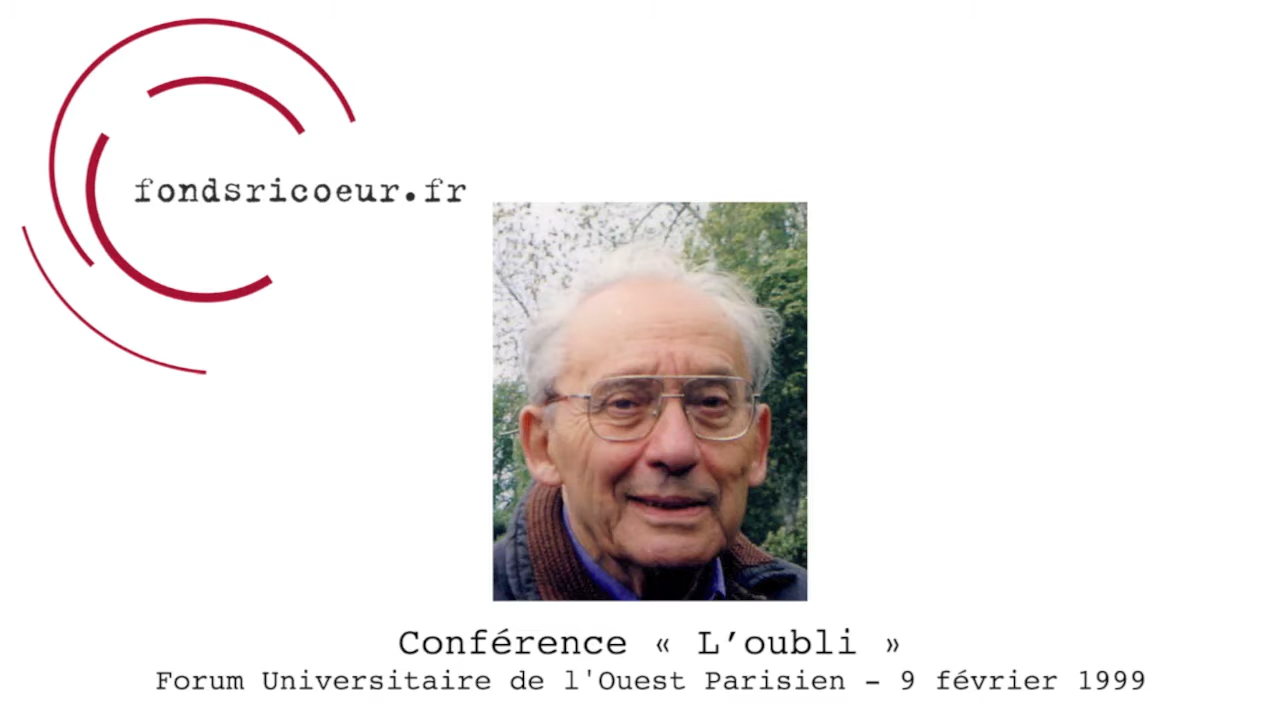 fondsricoeur.fr
Conférence « L’oubli »
Forum Universitaire de l'Ouest Parisien – 9 février 1999